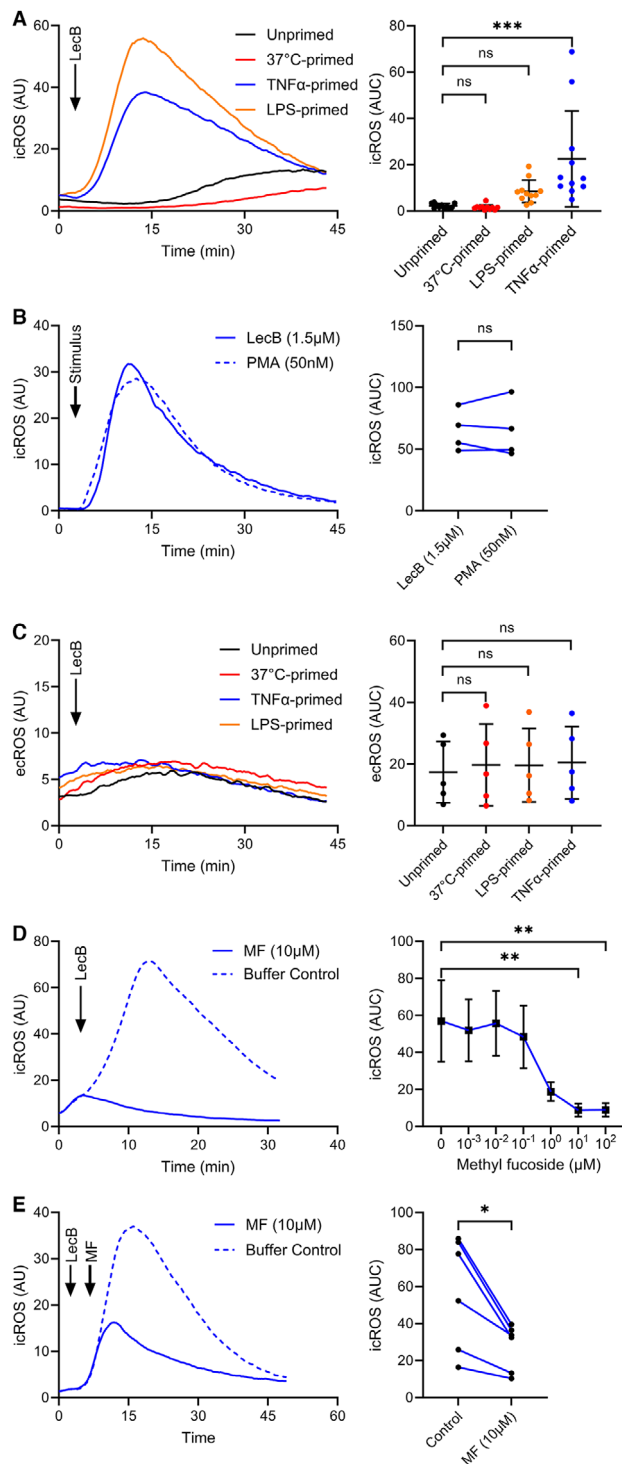 A
LecB
Unprimed
37°C-primed
TNFα-primed
LPS-primed
icROS (AU)
60
40
20
0
0 15 30 45
Time (min)
***
ns
ns
icROS (AUC)
80
60
40
20
0
Unprimed
37°C-primed
LPS-primed
TNFα-primed
B
Stimulus
LecB (1.5µM)
PMA (50nM)
icROS (AU)
40
30
20
10
0
0 15 30 45
Time (min)
ns
icROS (AUC)
150
100
50
0
LecB (1.5µM)
PMA (50nM)
C
LecB
Unprimed
37°C-primed
TNFα-primed
LPS-primed
ecROS (AU)
20
15
10
5
0
0 15 30 45
Time (min)
ns
ns
ns
ecROS (AUC)
60
40
20
0
Unprimed
37°C-primed
LPS-primed
TNFα-primed
D
LecB
MF (10µM)
Buffer Control
icROS (AU)
80
60
40
20
0
0 10 20 30 40
Time (min)
**
**
icROS (AUC)
100
80
60
40
20
0
0 10⁻³ 10⁻² 10⁻¹ 10⁰ 10¹ 10²
Methyl fucoside (µM)
E
LecB
MF
MF (10µM)
Buffer Control
icROS (AU)
40
30
20
10
0
0 15 30 45 60
Time
*
icROS (AUC)
100
80
60
40
20
0
Control
MF (10µM)